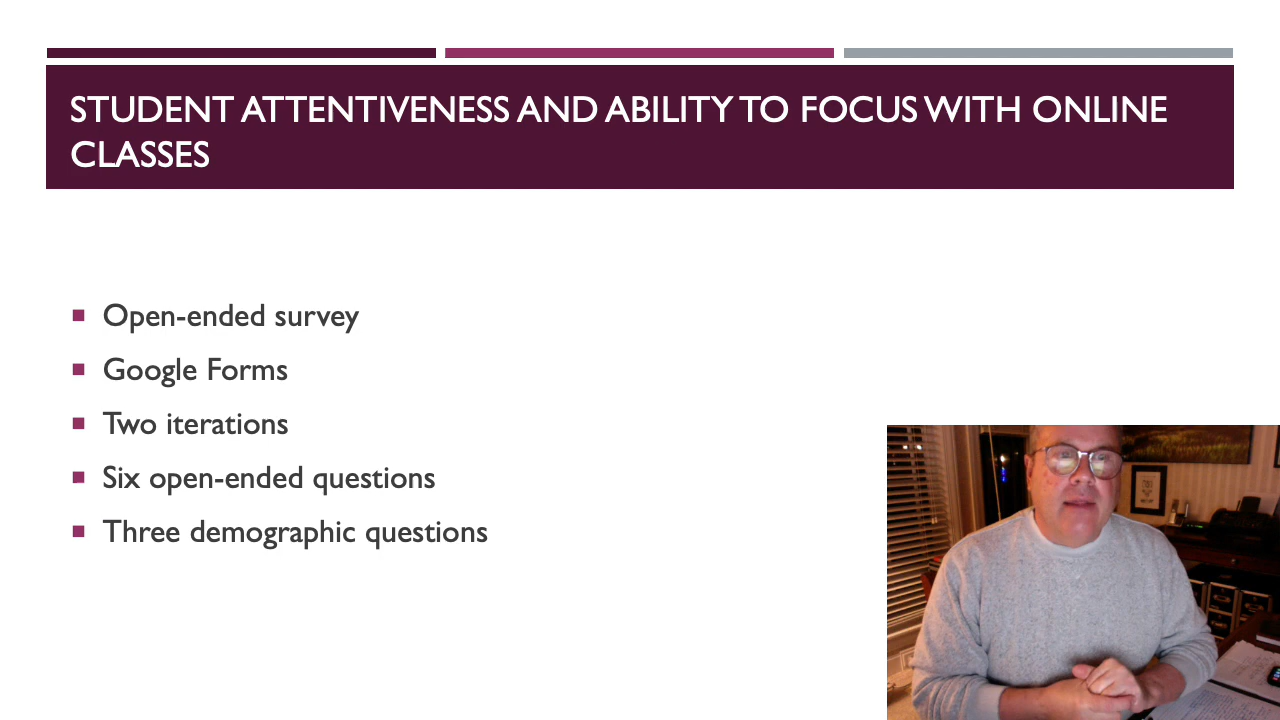 STUDENT ATTENTIVENESS AND ABILITY TO FOCUS WITH ONLINE
CLASSES
Open-ended survey
Google Forms
Two iterations
Six open-ended questions
Three demographic questions